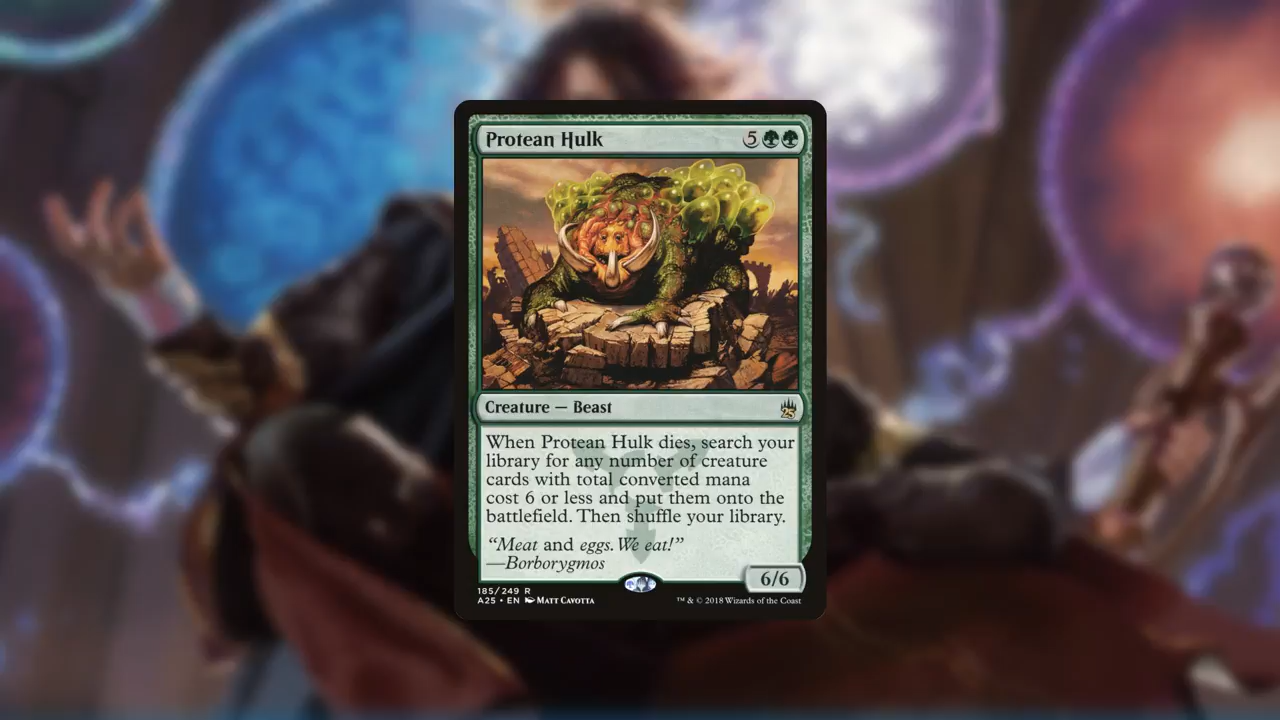 Protean Hulk 5
Creature — Beast
25
When Protean Hulk dies, search your
library for any number of creature
cards with total converted mana
cost 6 or less and put them onto the
battlefield. Then shuffle your library.
“Meat and eggs. We eat!”
—Borborygmos
6/6
185/249 R
A25 • EN Matt Cavotta
™ & © 2018 Wizards of the Coast